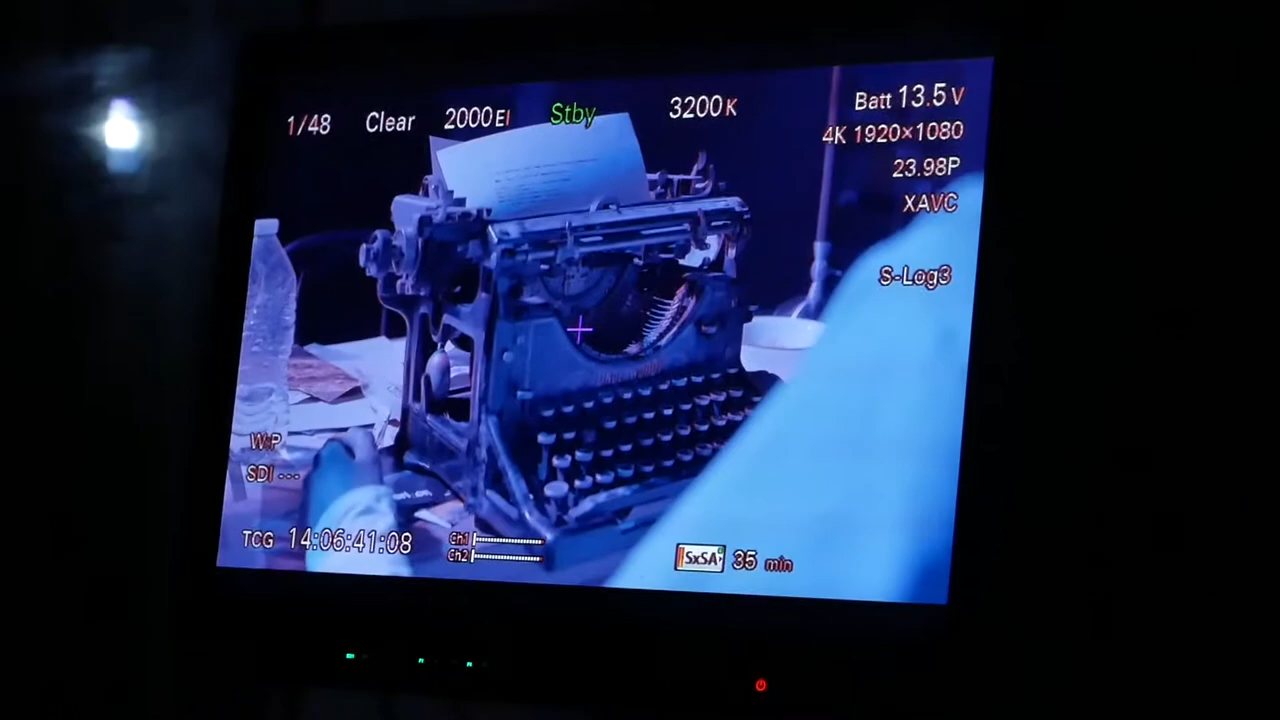 1/48 Clear 2000EI Stby 3200K Batt 13.5V
4K 1920×1080
23.98P
XAVC
S-Log3
W:P
SDI ---
TCG 14:06:41:08
Ch1
Ch2
SxSA
35 min